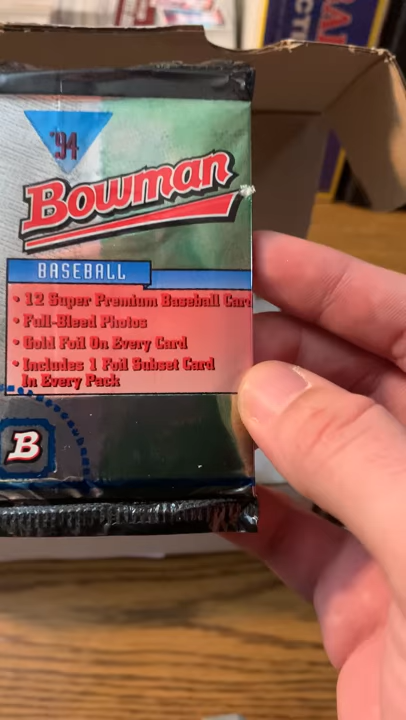 '94
Bowman
BASEBALL
• 12 Super Premium Baseball Car
• Full-Bleed Photos
• Gold Foil On Every Card
• Includes 1 Foil Subset Card
In Every Pack
B